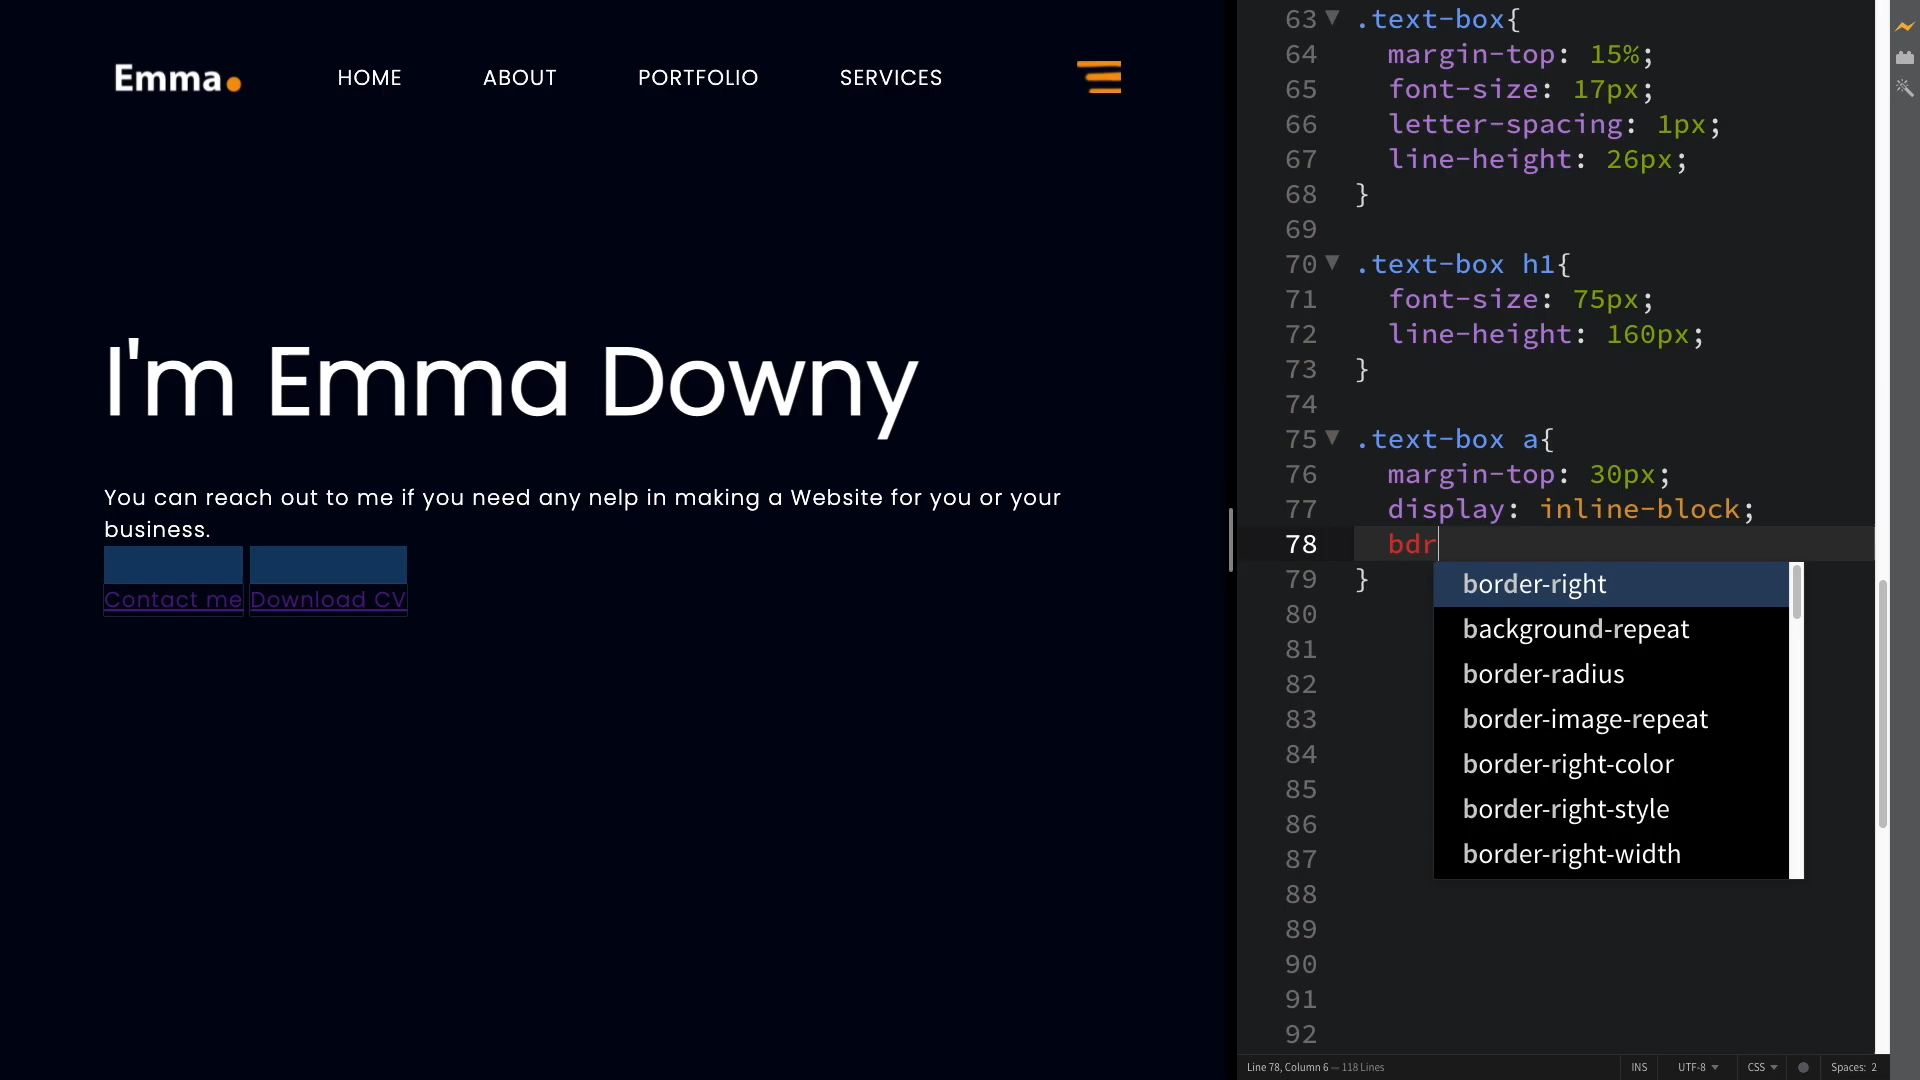 Emma.
HOME ABOUT PORTFOLIO SERVICES
I'm Emma Downy
You can reach out to me if you need any nelp in making a Website for you or your
business.
Contact me Download CV
63 .text-box{
64 margin-top: 15%;
65 font-size: 17px;
66 letter-spacing: 1px;
67 line-height: 26px;
68 }
69
70 .text-box h1{
71 font-size: 75px;
72 line-height: 160px;
73 }
74
75 .text-box a{
76 margin-top: 30px;
77 display: inline-block;
78 bdr
79 }
80
81
82
83
84
85
86
87
88
89
90
91
92
border-right
background-repeat
border-radius
border-image-repeat
border-right-color
border-right-style
border-right-width
Line 78, Column 6 — 118 Lines INS UTF-8 CSS Spaces: 2